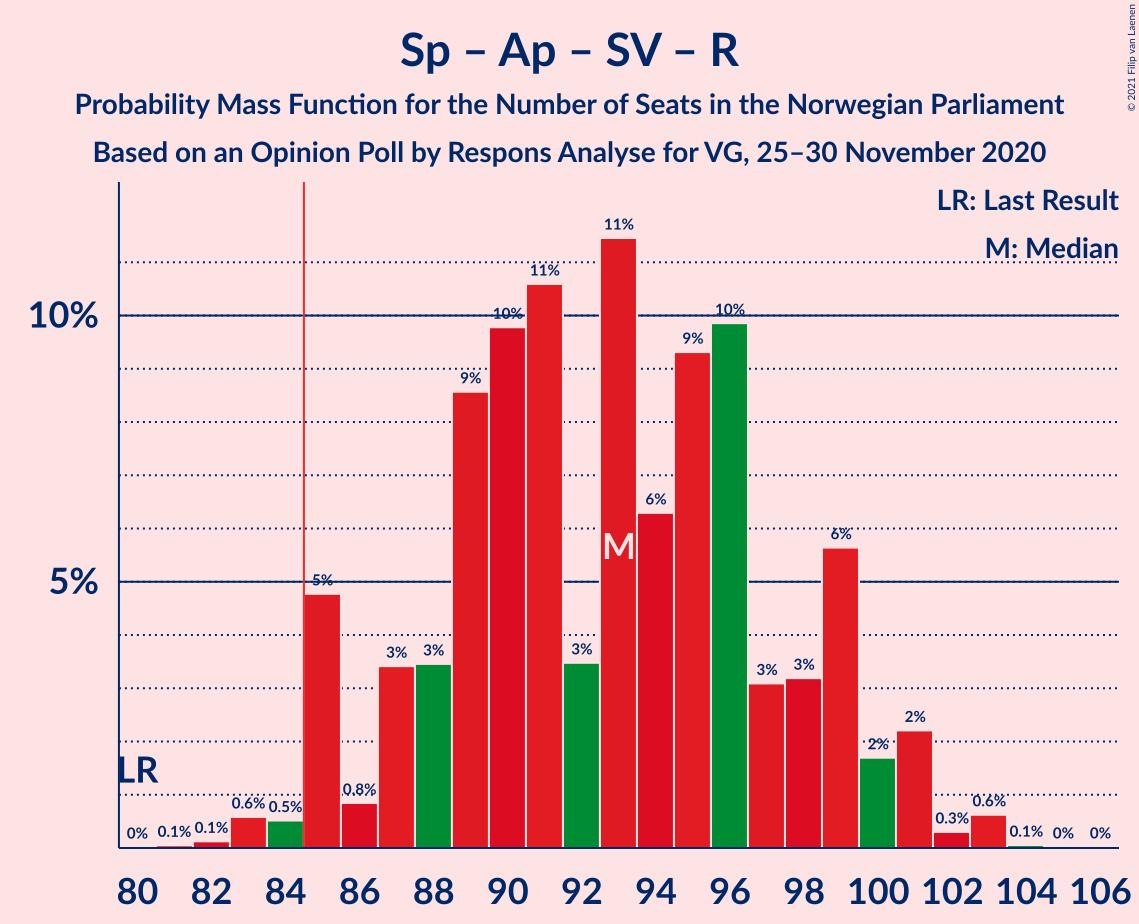 Sp – Ap – SV – R
Probability Mass Function for the Number of Seats in the Norwegian Parliament
Based on an Opinion Poll by Respons Analyse for VG, 25–30 November 2020
© 2021 Filip van Laenen
LR: Last Result
M: Median
10%
5%
0% 0.1% 0.1% 0.6% 0.5% 5% 0.8% 3% 3% 9% 10% 11% 3% 11% 6% 9% 10% 3% 3% 6% 2% 2% 0.3% 0.6% 0.1% 0% 0%
LR
M
80 82 84 86 88 90 92 94 96 98 100 102 104 106